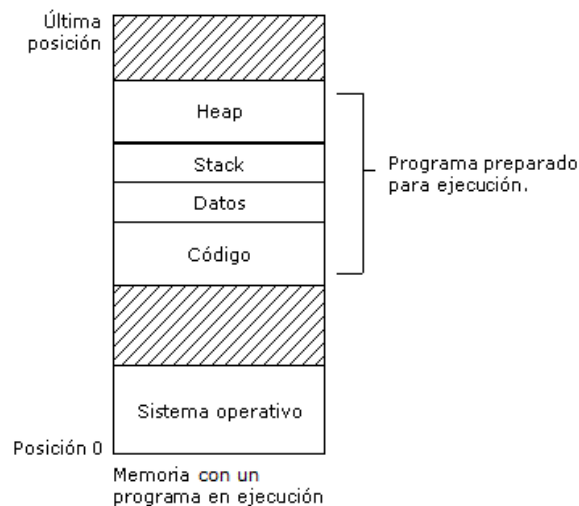 Última
posición
Heap
Stack
Programa preparado
para ejecución.
Datos
Código
Sistema operativo
Posición 0
Memoria con un
programa en ejecución